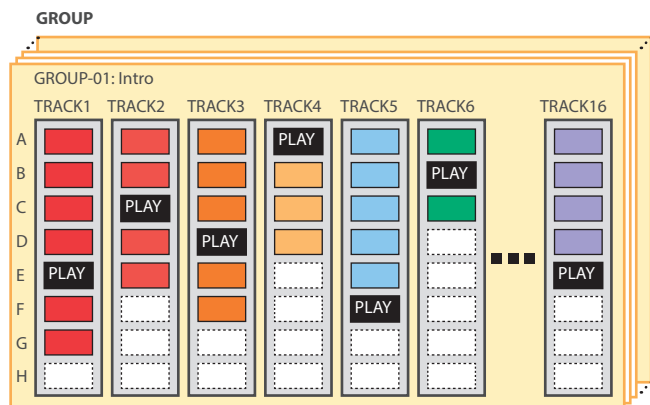 GROUP
GROUP-01: Intro
TRACK1 TRACK2 TRACK3 TRACK4 TRACK5 TRACK6 TRACK16
A PLAY
B PLAY
C PLAY
D PLAY
E PLAY PLAY
F PLAY
G
H